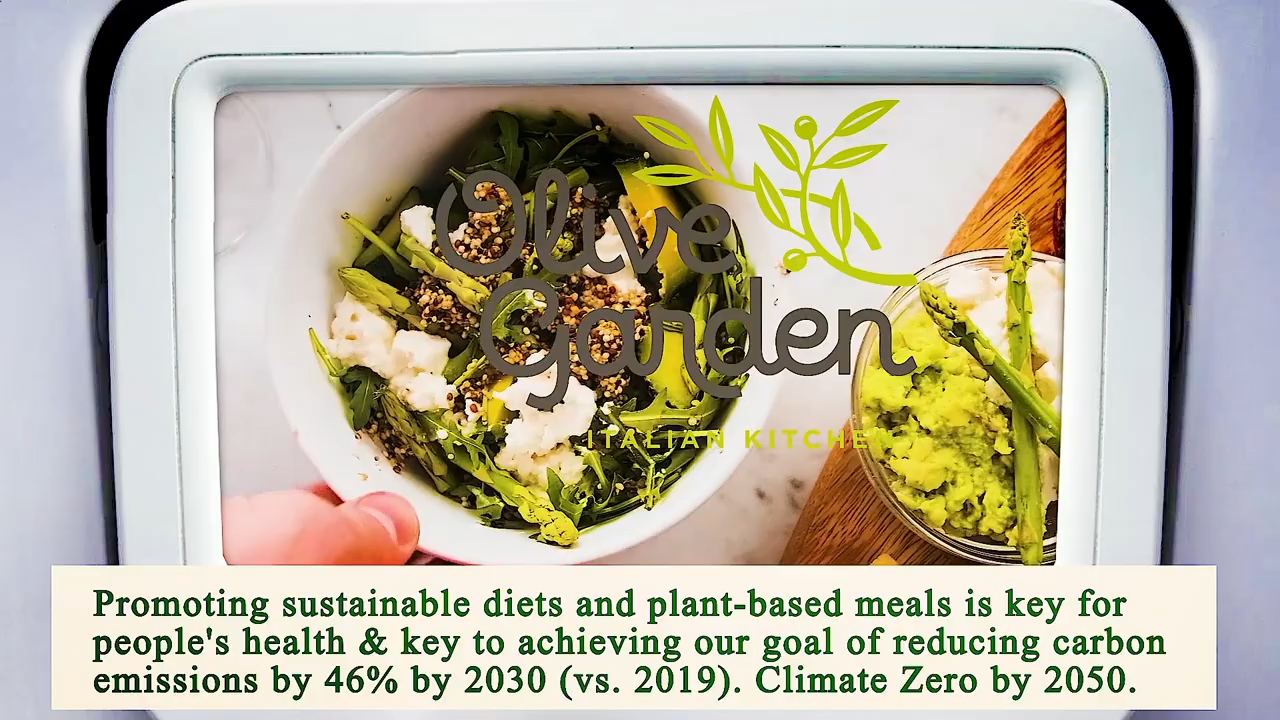 Olive
Garden
ITALIAN KITCHEN
Promoting sustainable diets and plant-based meals is key for
people's health & key to achieving our goal of reducing carbon
emissions by 46% by 2030 (vs. 2019). Climate Zero by 2050.